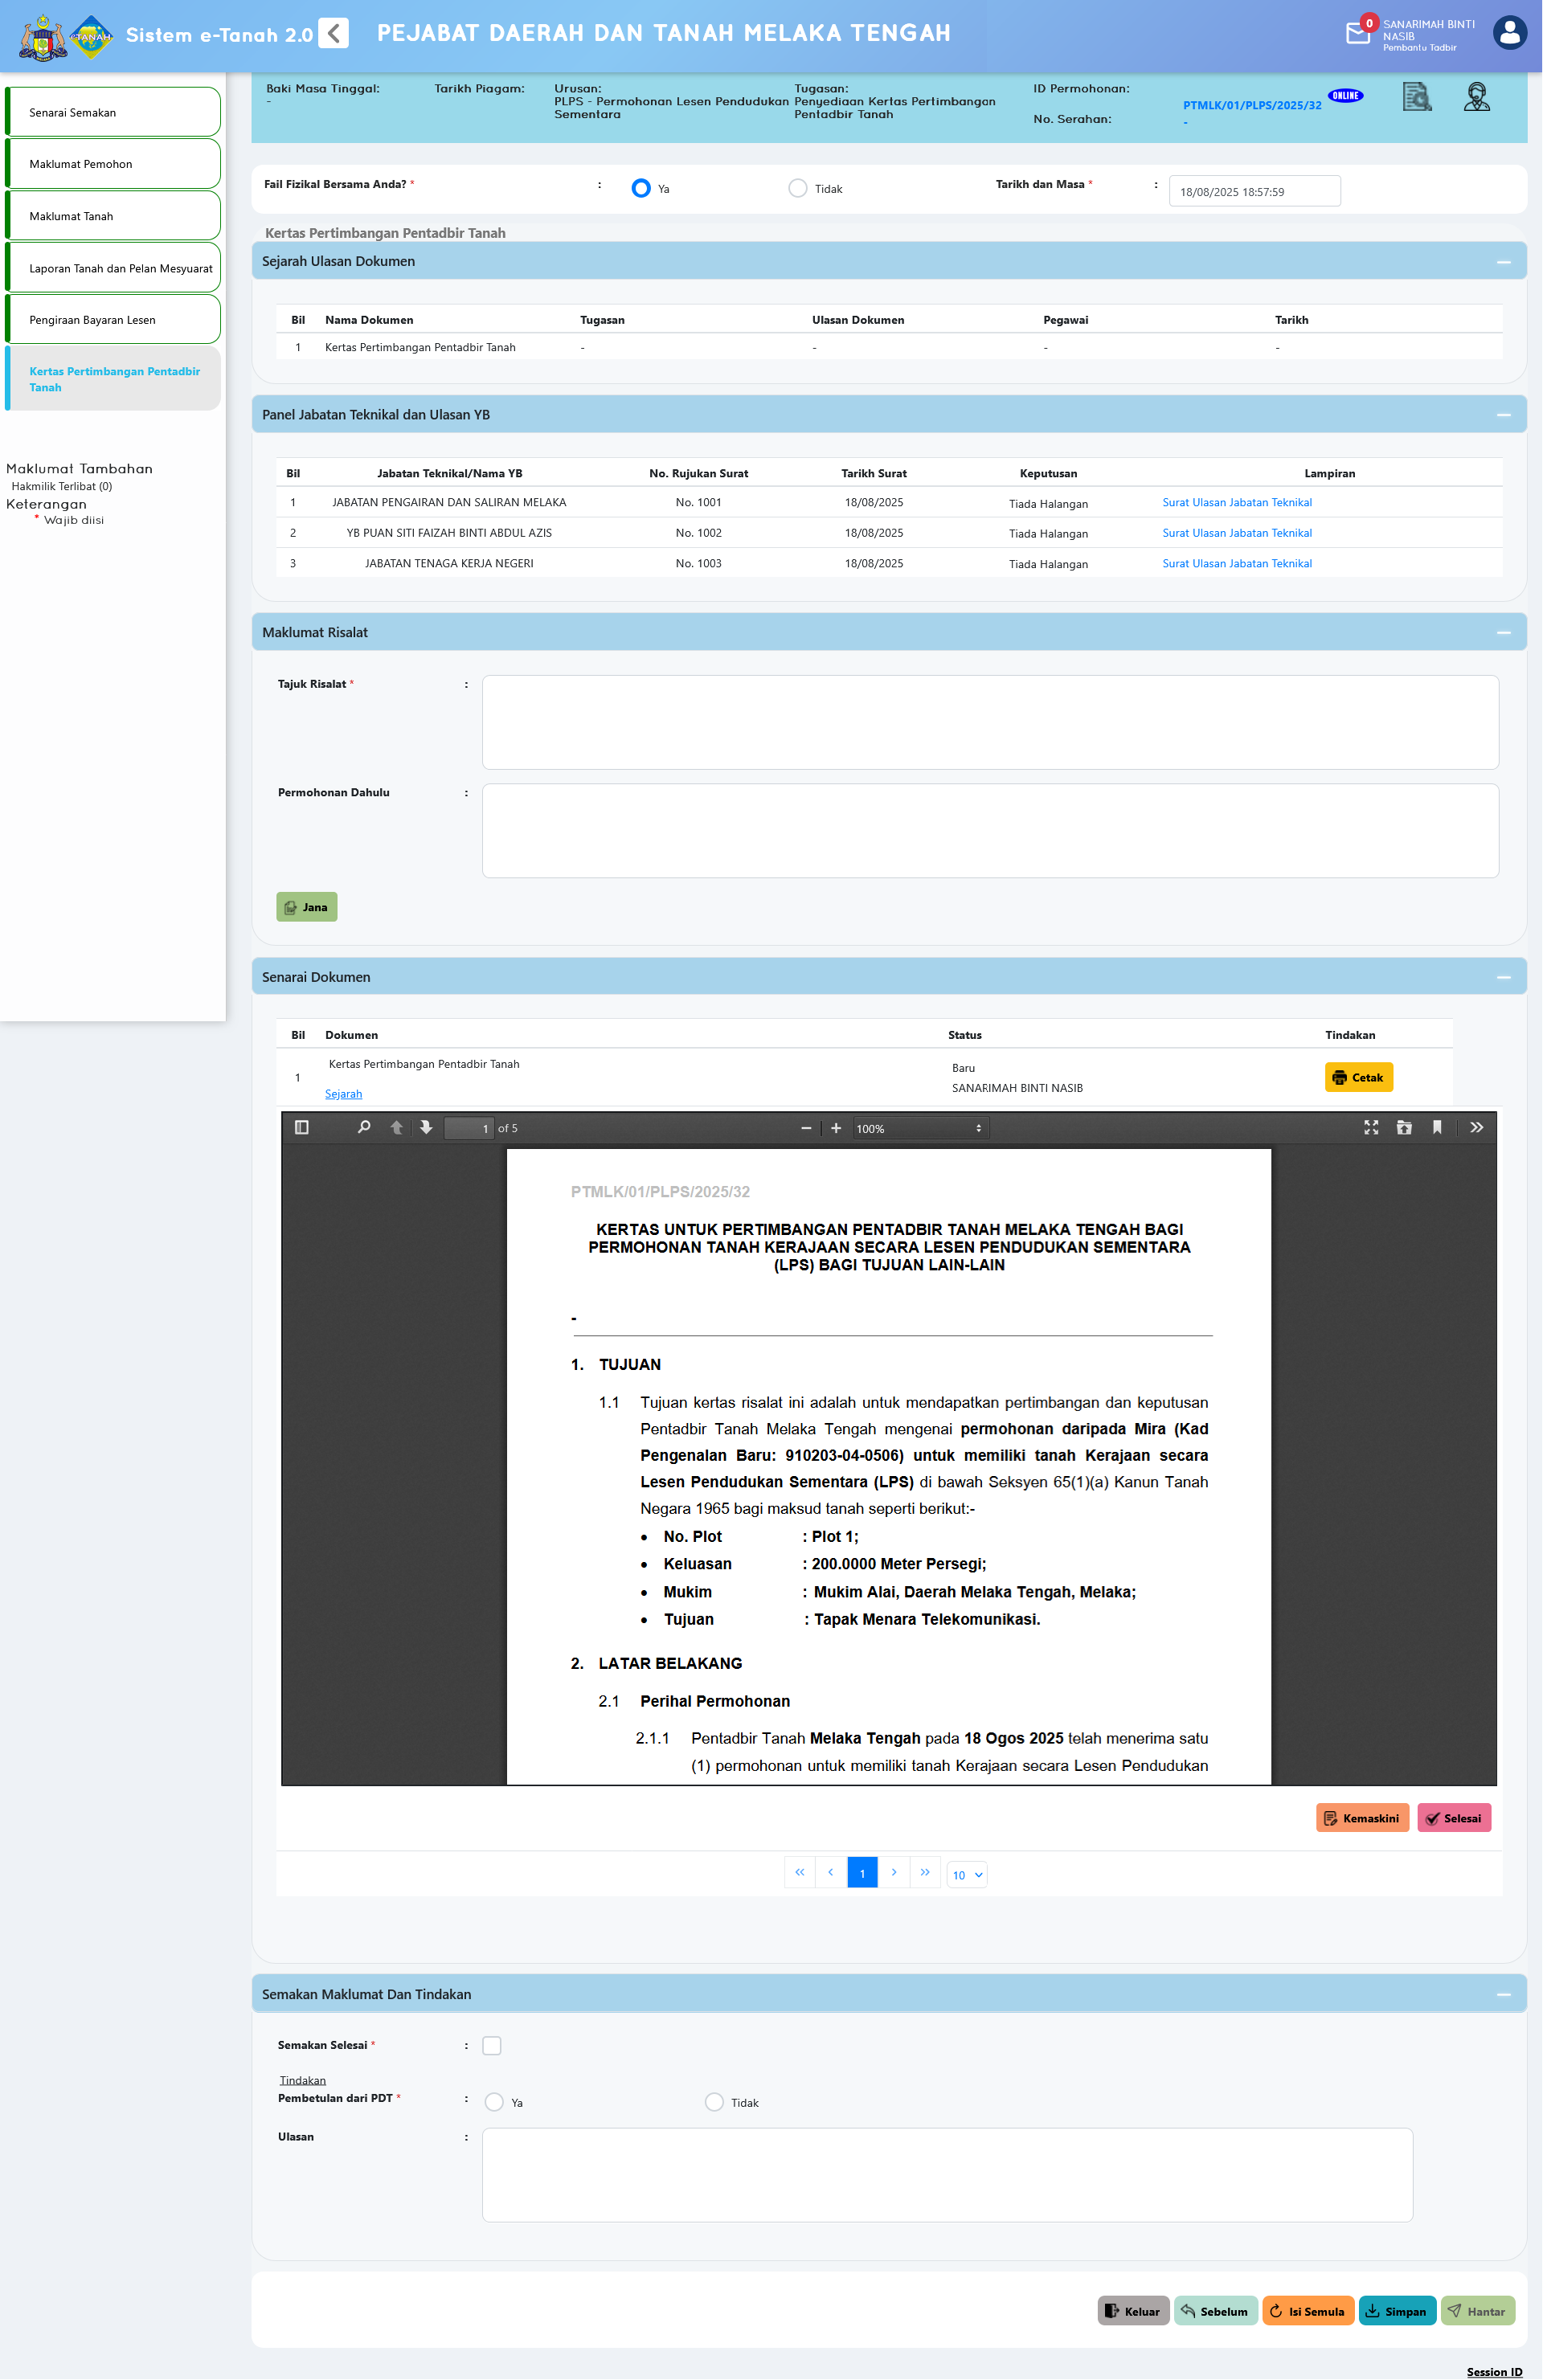 TANAH
Sistem e-Tanah 2.0
PEJABAT DAERAH DAN TANAH MELAKA TENGAH
0
SANARIMAH BINTI
NASIB
Pembantu Tadbir
Senarai Semakan
Maklumat Pemohon
Maklumat Tanah
Laporan Tanah dan Pelan Mesyuarat
Pengiraan Bayaran Lesen
Kertas Pertimbangan Pentadbir
Tanah
Maklumat Tambahan
Hakmilik Terlibat (0)
Keterangan
* Wajib diisi
Baki Masa Tinggal:
-
Tarikh Piagam:
Urusan:
PLPS - Permohonan Lesen Pendudukan
Sementara
Tugasan:
Penyediaan Kertas Pertimbangan
Pentadbir Tanah
ID Permohonan:
PTMLK/01/PLPS/2025/32
ONLINE
No. Serahan:
-
Fail Fizikal Bersama Anda? * : Ya Tidak Tarikh dan Masa * : 18/08/2025 18:57:59
Kertas Pertimbangan Pentadbir Tanah
Sejarah Ulasan Dokumen
Bil Nama Dokumen Tugasan Ulasan Dokumen Pegawai Tarikh
1 Kertas Pertimbangan Pentadbir Tanah - - - -
Panel Jabatan Teknikal dan Ulasan YB
Bil Jabatan Teknikal/Nama YB No. Rujukan Surat Tarikh Surat Keputusan Lampiran
1 JABATAN PENGAIRAN DAN SALIRAN MELAKA No. 1001 18/08/2025 Tiada Halangan Surat Ulasan Jabatan Teknikal
2 YB PUAN SITI FAIZAH BINTI ABDUL AZIS No. 1002 18/08/2025 Tiada Halangan Surat Ulasan Jabatan Teknikal
3 JABATAN TENAGA KERJA NEGERI No. 1003 18/08/2025 Tiada Halangan Surat Ulasan Jabatan Teknikal
Maklumat Risalat
Tajuk Risalat * :
Permohonan Dahulu :
Jana
Senarai Dokumen
Bil Dokumen Status Tindakan
1 Kertas Pertimbangan Pentadbir Tanah
Sejarah
Baru
SANARIMAH BINTI NASIB
Cetak
1 of 5 100%
PTMLK/01/PLPS/2025/32
KERTAS UNTUK PERTIMBANGAN PENTADBIR TANAH MELAKA TENGAH BAGI
PERMOHONAN TANAH KERAJAAN SECARA LESEN PENDUDUKAN SEMENTARA
(LPS) BAGI TUJUAN LAIN-LAIN
-
1. TUJUAN
1.1 Tujuan kertas risalat ini adalah untuk mendapatkan pertimbangan dan keputusan
Pentadbir Tanah Melaka Tengah mengenai permohonan daripada Mira (Kad
Pengenalan Baru: 910203-04-0506) untuk memiliki tanah Kerajaan secara
Lesen Pendudukan Sementara (LPS) di bawah Seksyen 65(1)(a) Kanun Tanah
Negara 1965 bagi maksud tanah seperti berikut:-
• No. Plot : Plot 1;
• Keluasan : 200.0000 Meter Persegi;
• Mukim : Mukim Alai, Daerah Melaka Tengah, Melaka;
• Tujuan : Tapak Menara Telekomunikasi.
2. LATAR BELAKANG
2.1 Perihal Permohonan
2.1.1 Pentadbir Tanah Melaka Tengah pada 18 Ogos 2025 telah menerima satu
(1) permohonan untuk memiliki tanah Kerajaan secara Lesen Pendudukan
Kemaskini Selesai
1 10
Semakan Maklumat Dan Tindakan
Semakan Selesai * :
Tindakan
Pembetulan dari PDT * : Ya Tidak
Ulasan :
Keluar Sebelum Isi Semula Simpan Hantar
Session ID